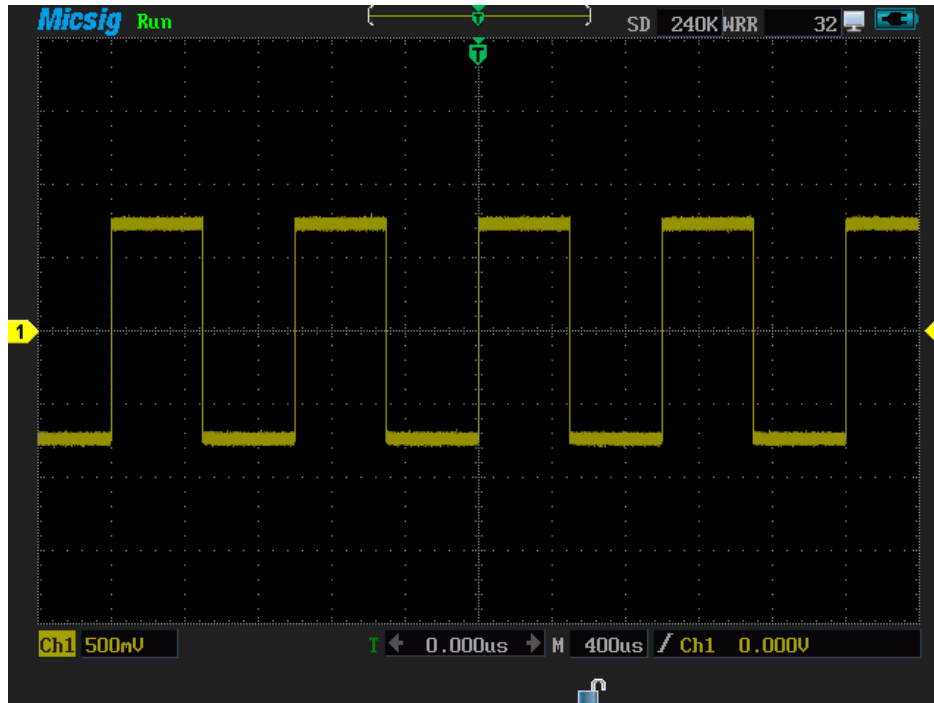 Micsig Run T SD 240K WRR 32
T
1
Ch1 500mV T 0.000us M 400us Ch1 0.000V